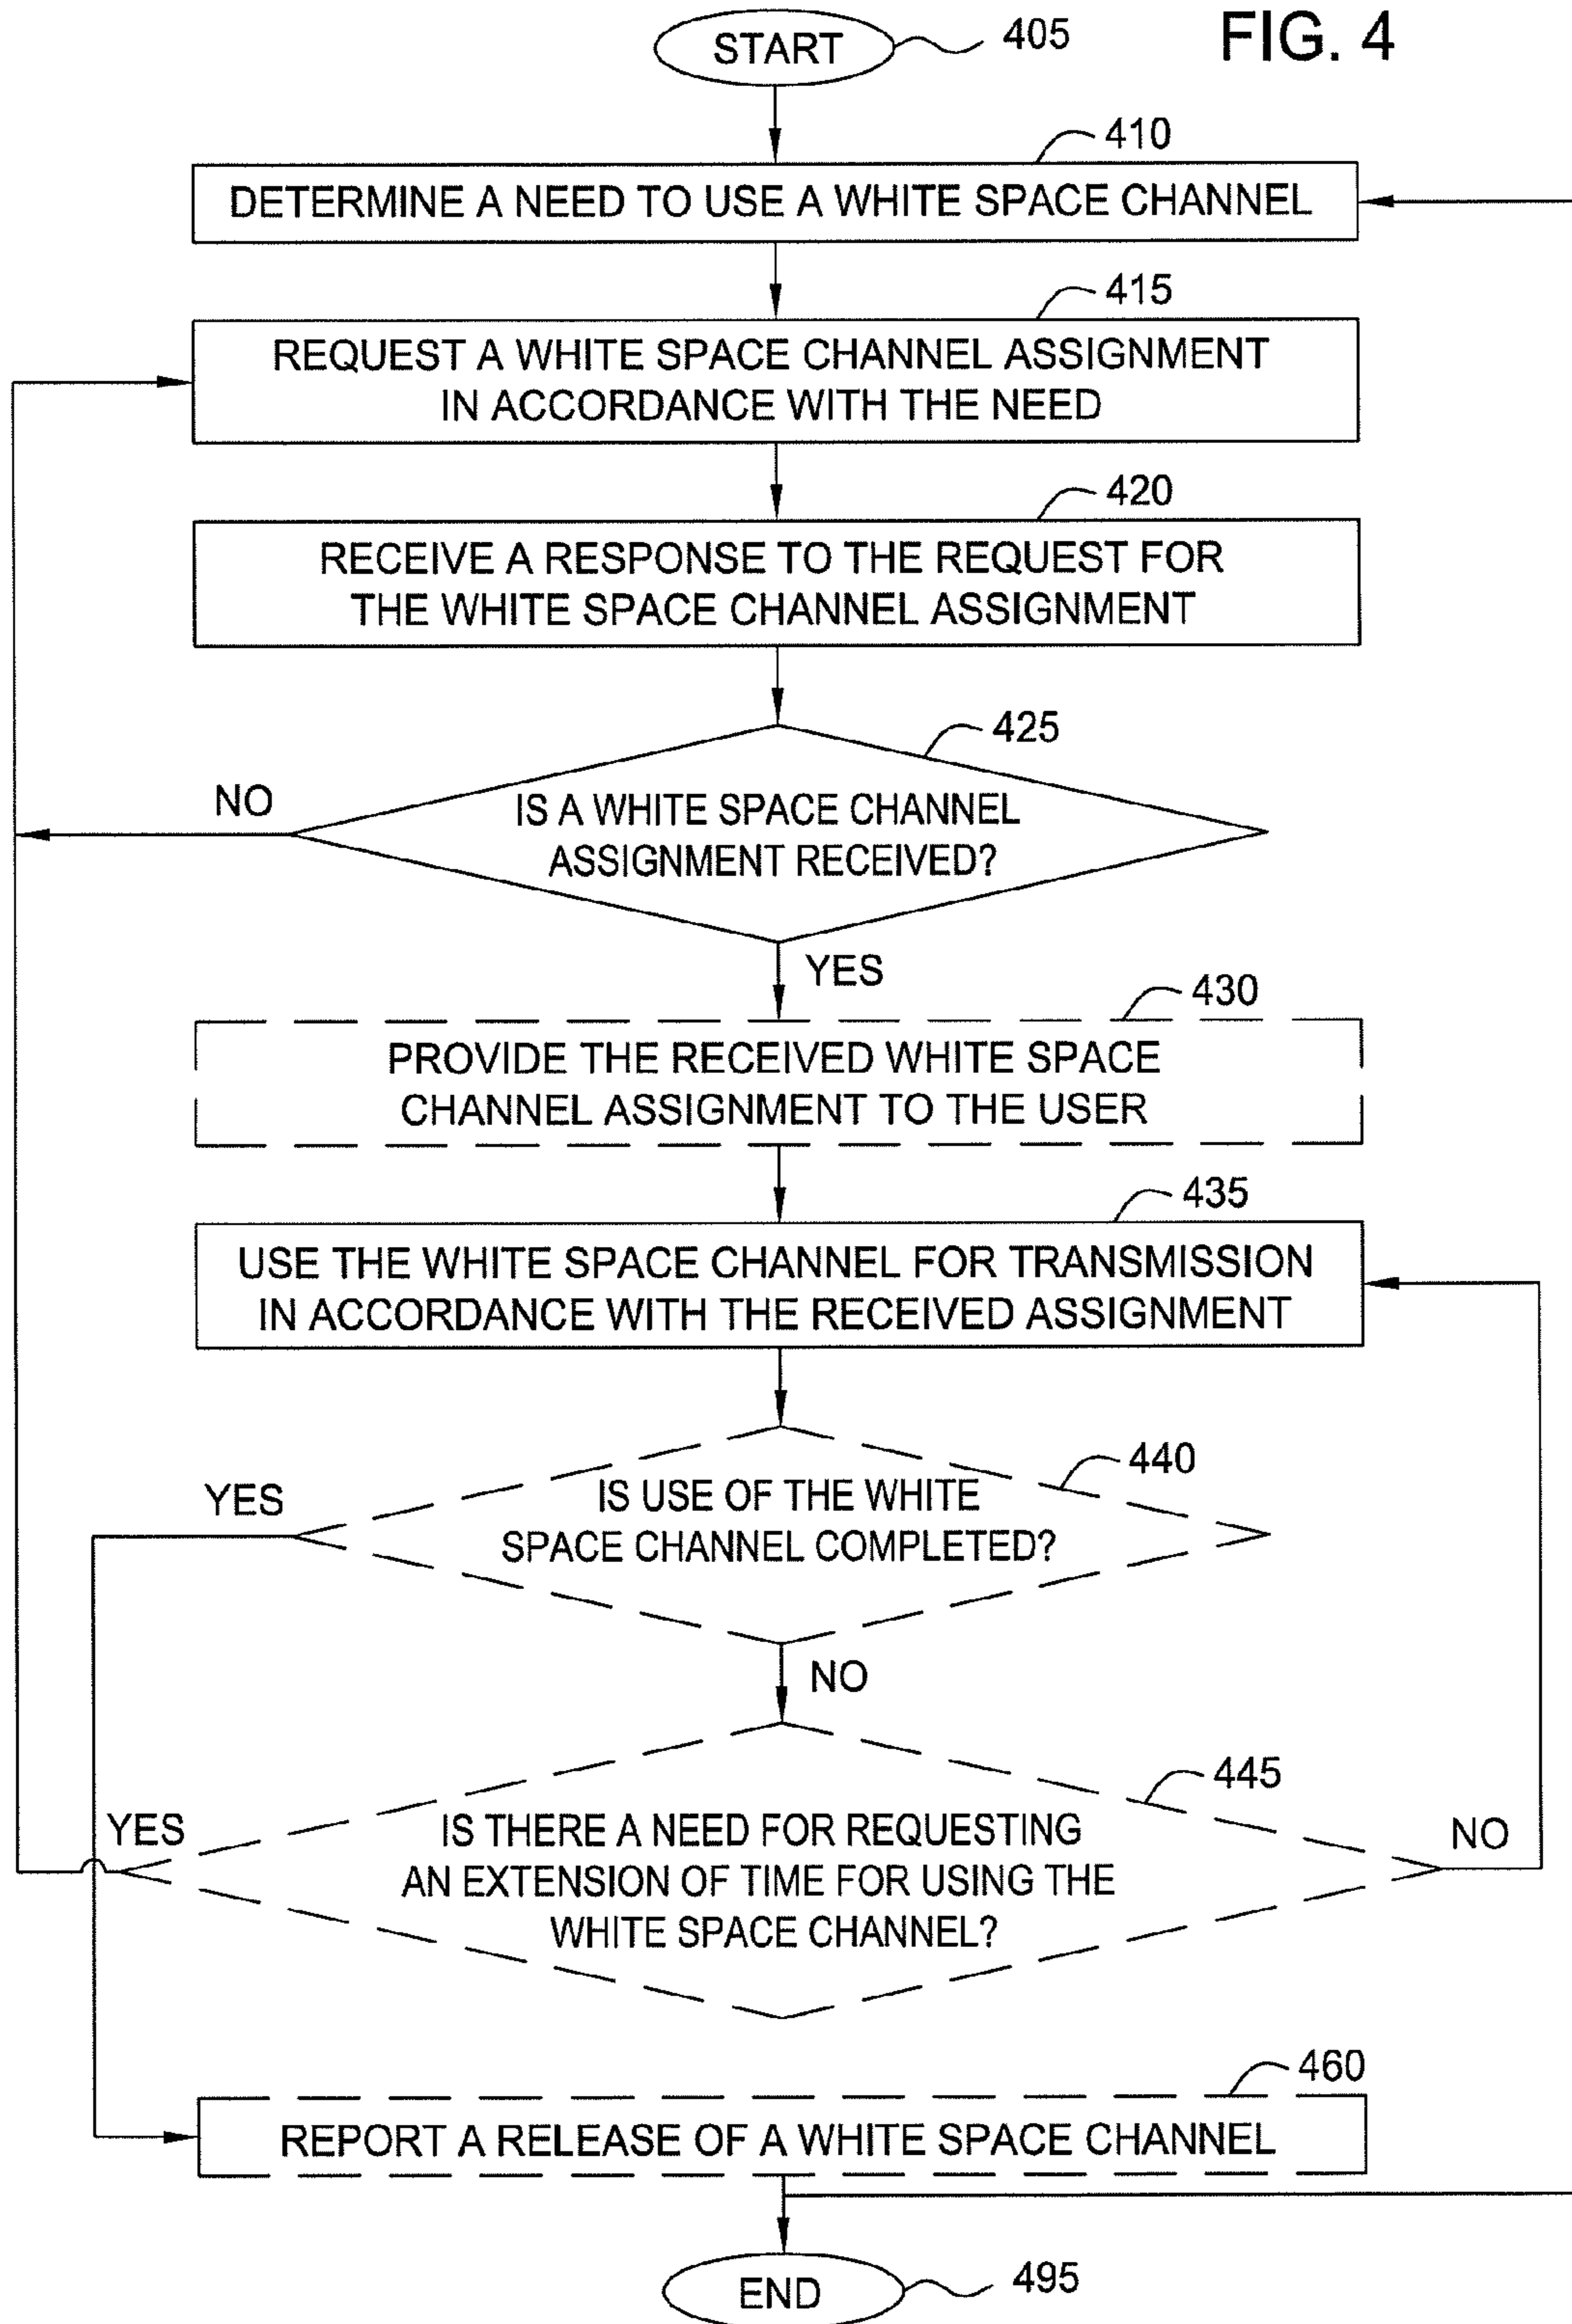 FIG. 4
START
405
410
DETERMINE A NEED TO USE A WHITE SPACE CHANNEL
415
REQUEST A WHITE SPACE CHANNEL ASSIGNMENT
IN ACCORDANCE WITH THE NEED
420
RECEIVE A RESPONSE TO THE REQUEST FOR
THE WHITE SPACE CHANNEL ASSIGNMENT
425
NO
IS A WHITE SPACE CHANNEL
ASSIGNMENT RECEIVED?
YES
430
PROVIDE THE RECEIVED WHITE SPACE
CHANNEL ASSIGNMENT TO THE USER
435
USE THE WHITE SPACE CHANNEL FOR TRANSMISSION
IN ACCORDANCE WITH THE RECEIVED ASSIGNMENT
440
YES
IS USE OF THE WHITE
SPACE CHANNEL COMPLETED?
NO
445
YES
IS THERE A NEED FOR REQUESTING
AN EXTENSION OF TIME FOR USING THE
WHITE SPACE CHANNEL?
NO
460
REPORT A RELEASE OF A WHITE SPACE CHANNEL
END
495